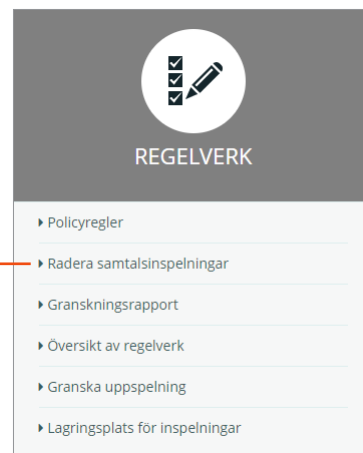 REGELVERK
Policyregler
Radera samtalsinspelningar
Granskningsrapport
Översikt av regelverk
Granska uppspelning
Lagringsplats för inspelningar